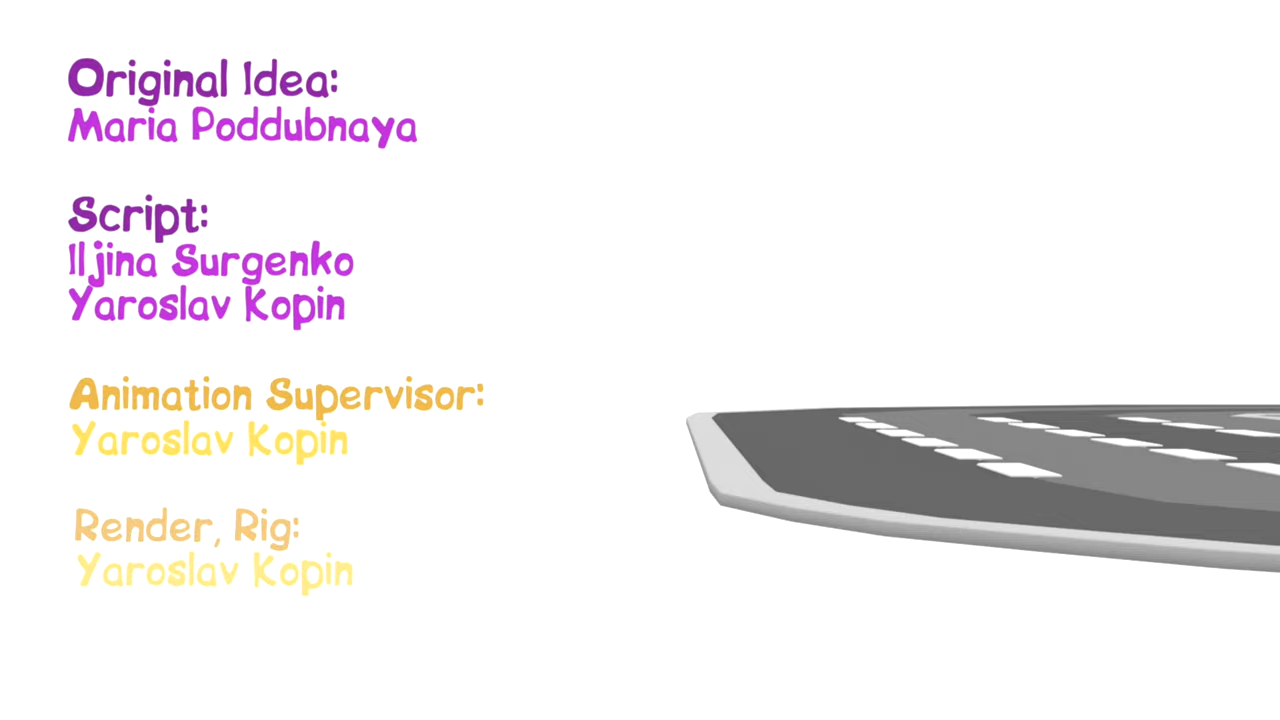 Original Idea:
Maria Poddubnaya
Script:
Iljina Surgenko
Yaroslav Kopin
Animation Supervisor:
Yaroslav Kopin
Render, Rig:
Yaroslav Kopin